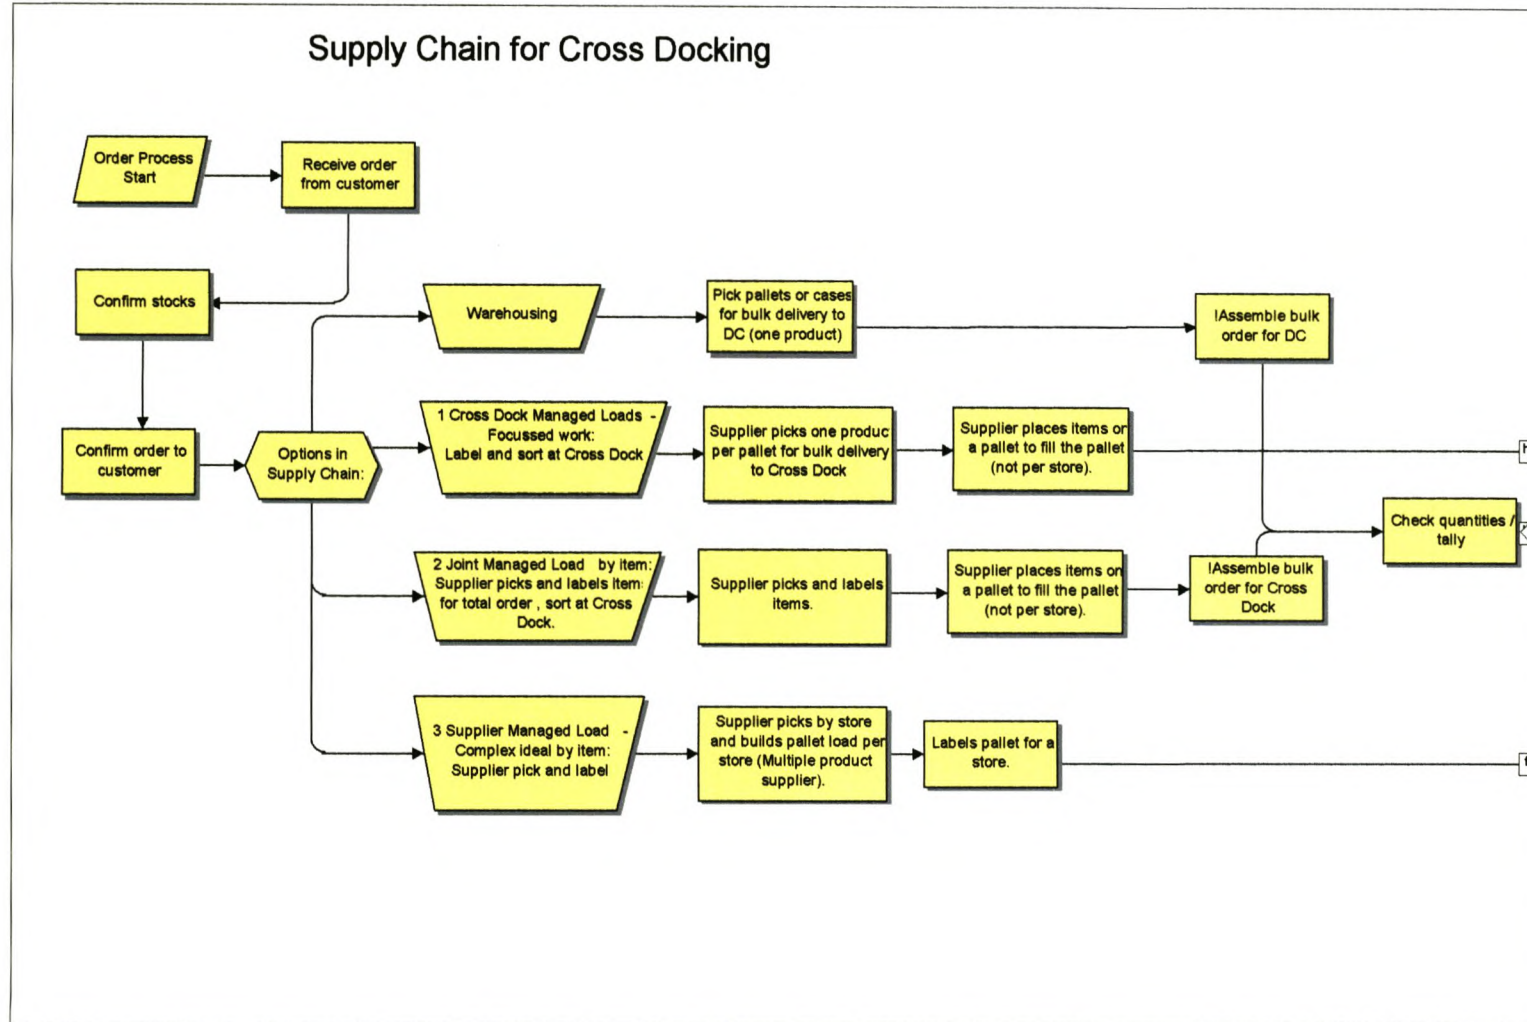 Supply Chain for Cross Docking
Order Process
Start
Receive order
from customer
Confirm stocks
Confirm order to
customer
Options in
Supply Chain:
Warehousing
Pick pallets or cases
for bulk delivery to
DC (one product)
!Assemble bulk
order for DC
1 Cross Dock Managed Loads -
Focussed work:
Label and sort at Cross Dock
Supplier picks one produc
per pallet for bulk delivery
to Cross Dock
Supplier places items or
a pallet to fill the pallet
(not per store).
Check quantities /
tally
2 Joint Managed Load by item:
Supplier picks and labels item
for total order , sort at Cross
Dock.
Supplier picks and labels
items.
Supplier places items on
a pallet to fill the pallet
(not per store).
!Assemble bulk
order for Cross
Dock
3 Supplier Managed Load -
Complex ideal by item:
Supplier pick and label
Supplier picks by store
and builds pallet load per
store (Multiple product
supplier).
Labels pallet for a
store.